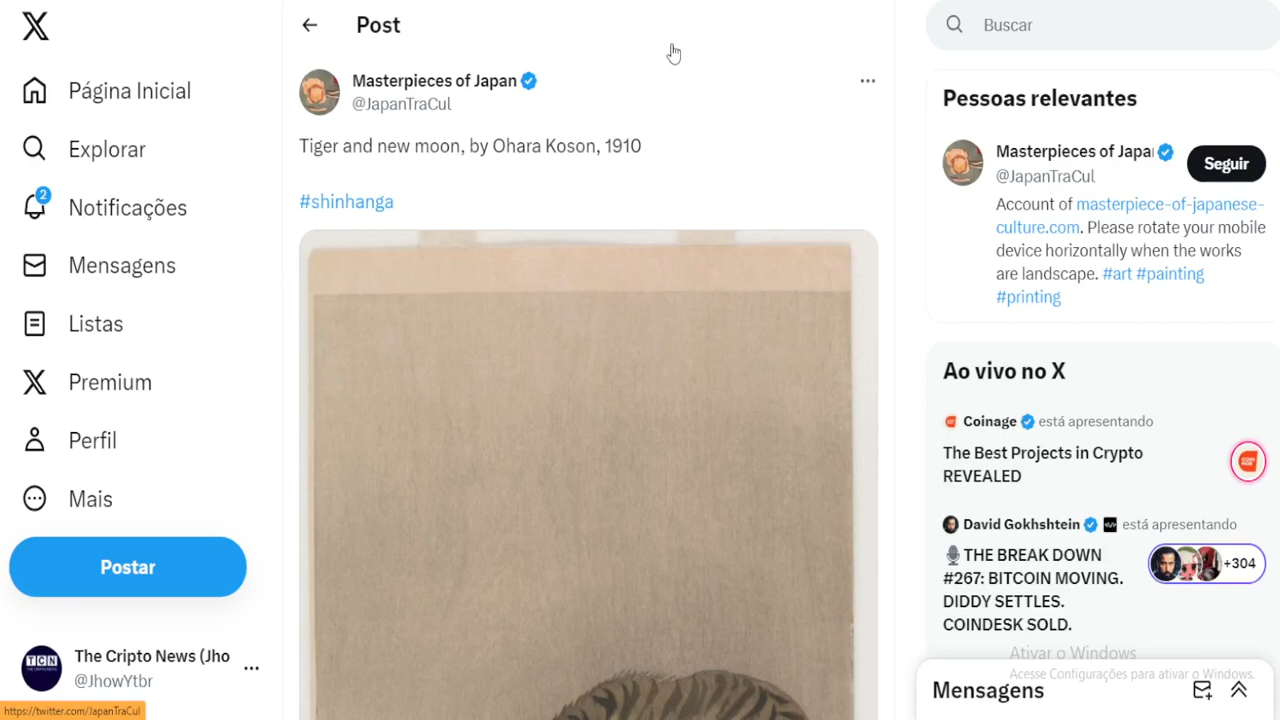 Página Inicial
Explorar
2
Notificações
Mensagens
Listas
Premium
Perfil
Mais
Postar
TCN
The Cripto News (Jho
@JhowYtbr
https://twitter.com/JapanTraCul
Post
Masterpieces of Japan
@JapanTraCul
Tiger and new moon, by Ohara Koson, 1910
#shinhanga
Buscar
Pessoas relevantes
Masterpieces of Japa
@JapanTraCul
Seguir
Account of masterpiece-of-japanese-
culture.com. Please rotate your mobile
device horizontally when the works
are landscape. #art #painting
#printing
Ao vivo no X
Coinage está apresentando
The Best Projects in Crypto
REVEALED
David Gokhshtein está apresentando
THE BREAK DOWN
#267: BITCOIN MOVING.
DIDDY SETTLES.
COINDESK SOLD.
+304
Ativar o Windows
Acesse Configurações para ativar o Windows.
Mensagens